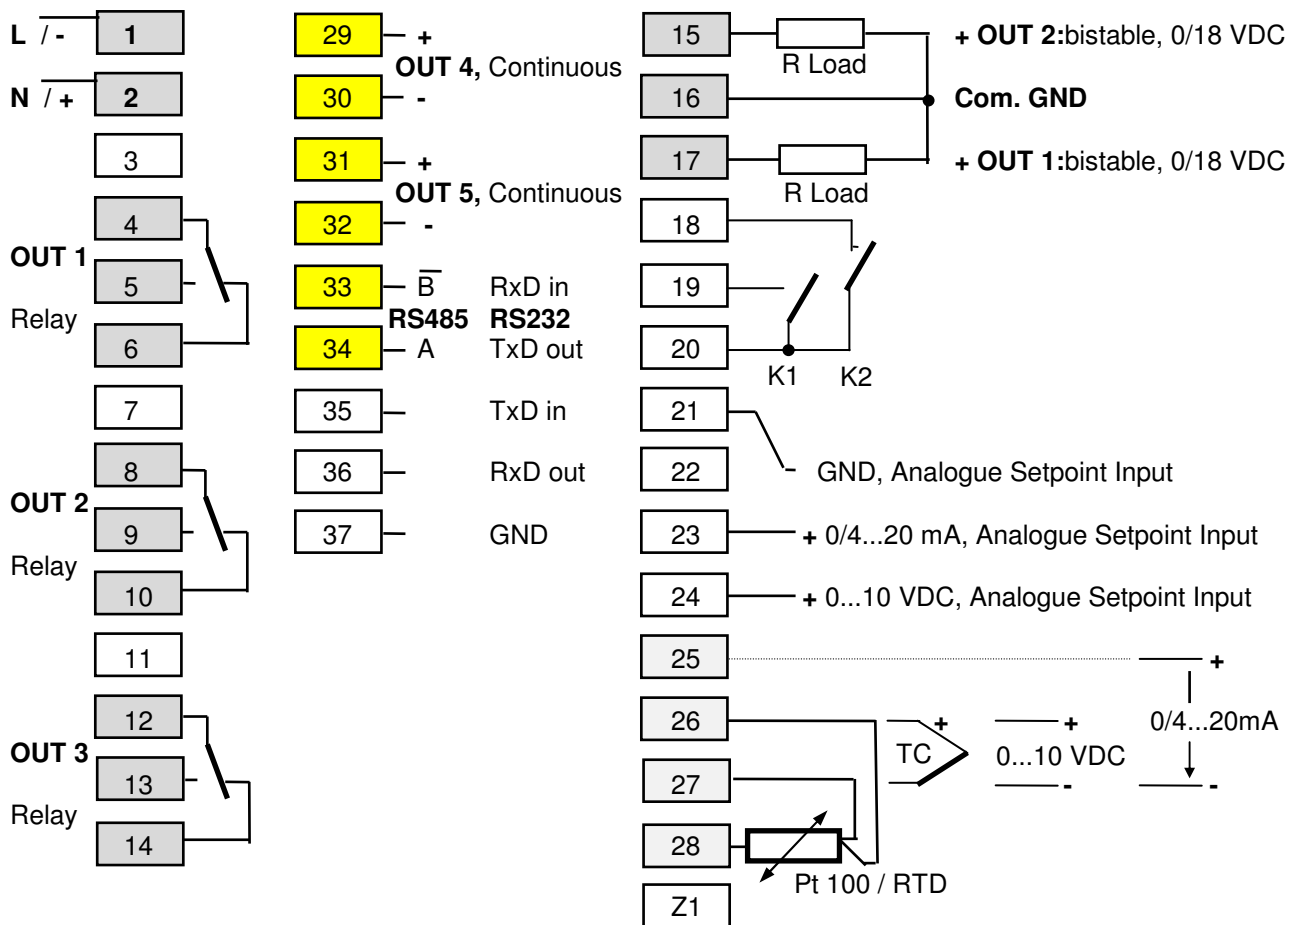 L / - 1
N / + 2
3
4
OUT 1
5
Relay
6
7
8
OUT 2
9
Relay
10
11
12
OUT 3
13
Relay
14
29 +
OUT 4, Continuous
30 -
31 +
OUT 5, Continuous
32 -
33 B̅ RxD in
RS485 RS232
34 A TxD out
35 TxD in
36 RxD out
37 GND
15 + OUT 2:bistable, 0/18 VDC
R Load
16 Com. GND
17 + OUT 1:bistable, 0/18 VDC
R Load
18
19
20
K1 K2
21
22 - GND, Analogue Setpoint Input
23 + 0/4...20 mA, Analogue Setpoint Input
24 + 0...10 VDC, Analogue Setpoint Input
25 +
26 + + 0/4...20mA
TC 0...10 VDC
27 - -
28
Pt 100 / RTD
Z1